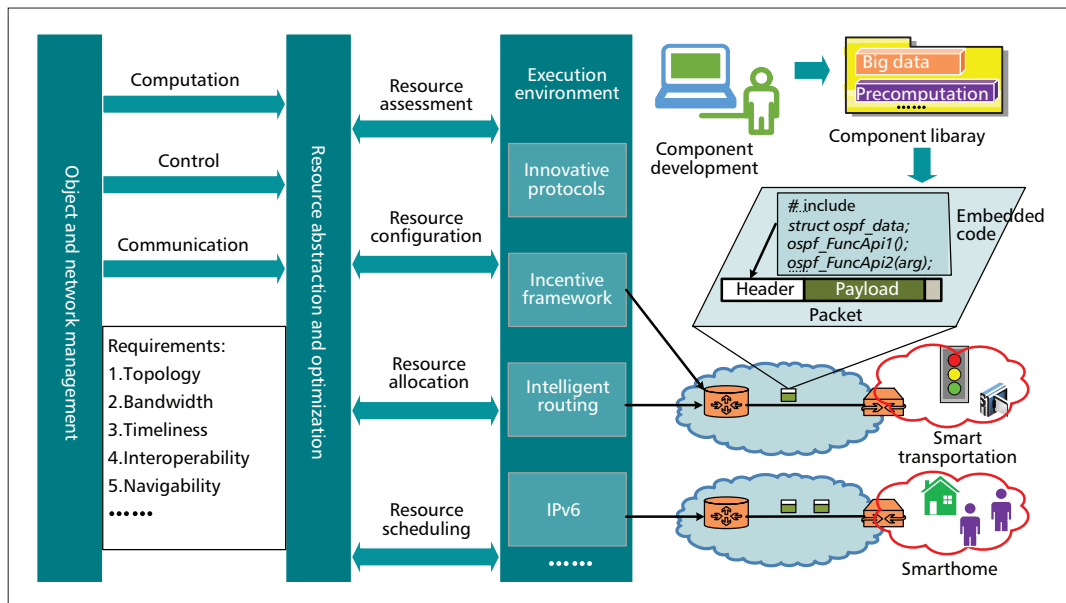 Object and network management
Computation
Control
Communication
Requirements:
1.Topology
2.Bandwidth
3.Timeliness
4.Interoperability
5.Navigability
......
Resource abstraction and optimization
Resource
assessment
Resource
configuration
Resource
allocation
Resource
scheduling
Execution
environment
Innovative
protocols
Incentive
framework
Intelligent
routing
IPv6
......
Component
development
Big data
Precomputation
......
Component libaray
#include
struct ospf_data;
ospf_FuncApi1();
ospf_FuncApi2(arg);
......
Embedded
code
Header
Payload
Packet
Smart
transportation
Smarthome